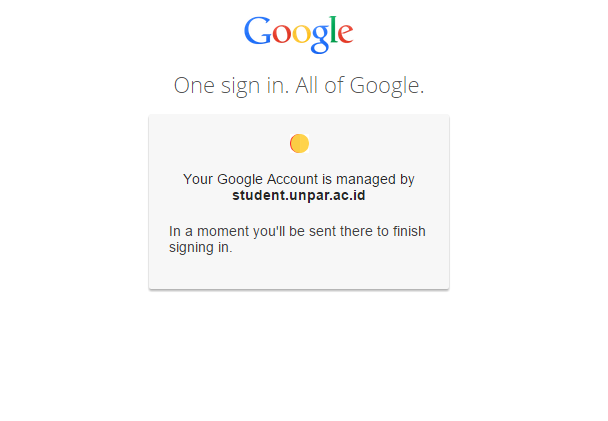 Google
One sign in. All of Google.
Your Google Account is managed by
student.unpar.ac.id
In a moment you'll be sent there to finish
signing in.